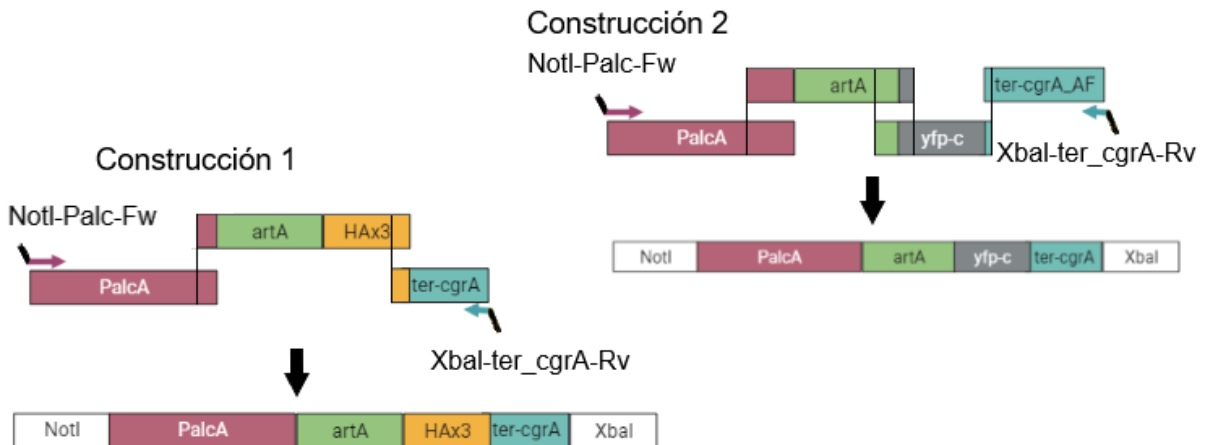 Construcción 2
NotI-Palc-Fw
artA
ter-cgrA_AF
PalcA
yfp-c
XbaI-ter_cgrA-Rv
NotI PalcA artA yfp-c ter-cgrA XbaI
Construcción 1
NotI-Palc-Fw
artA HAx3
PalcA
ter-cgrA
XbaI-ter_cgrA-Rv
NotI PalcA artA HAx3 ter-cgrA XbaI